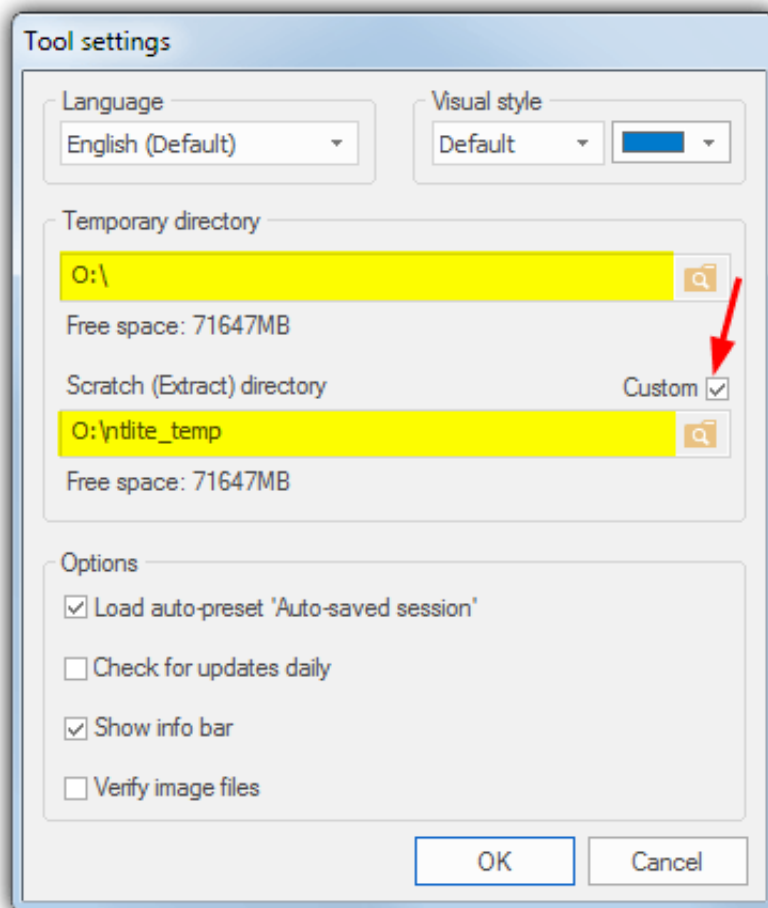 Tool settings
Language
Visual style
English (Default)
Default
Temporary directory
O:\
Free space: 71647MB
Scratch (Extract) directory
Custom
O:\ntlite_temp
Free space: 71647MB
Options
Load auto-preset 'Auto-saved session'
Check for updates daily
Show info bar
Verify image files
OK
Cancel